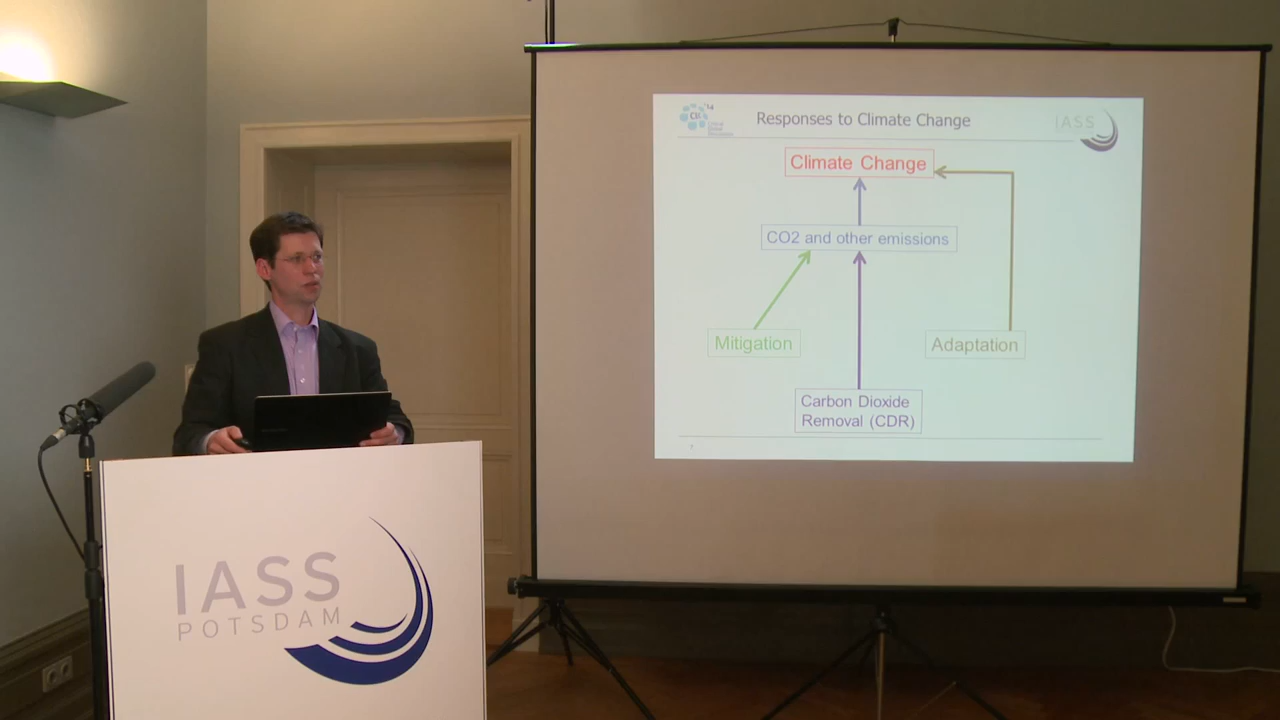 Responses to Climate Change
IASS
Climate Change
CO2 and other emissions
Mitigation
Adaptation
Carbon Dioxide
Removal (CDR)
IASS
POTSDAM